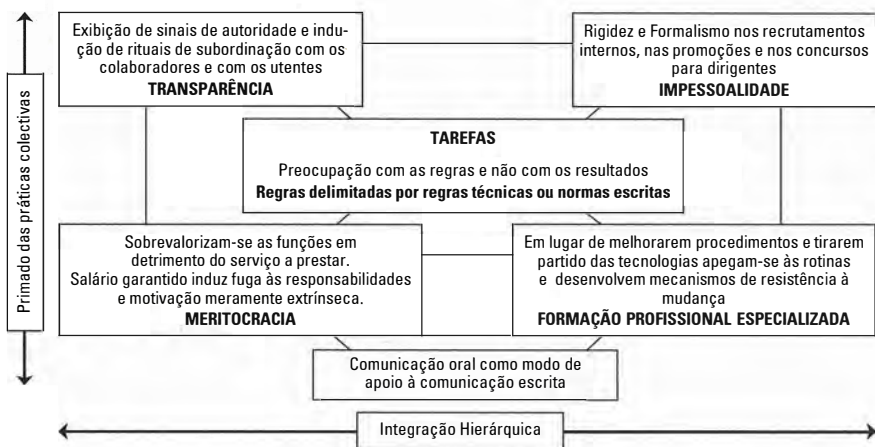 Exibição de sinais de autoridade e indu-
ção de rituais de subordinação com os
colaboradores e com os utentes
TRANSPARÊNCIA
Rigidez e Formalismo nos recrutamentos
internos, nas promoções e nos concursos
para dirigentes
IMPESSOALIDADE
TAREFAS
Preocupação com as regras e não com os resultados
Regras delimitadas por regras técnicas ou normas escritas
Primado das práticas colectivas
Sobrevalorizam-se as funções em
detrimento do serviço a prestar.
Salário garantido induz fuga às responsabilidades
e motivação meramente extrínseca.
MERITOCRACIA
Em lugar de melhorarem procedimentos e tirarem
partido das tecnologias apegam-se às rotinas
e desenvolvem mecanismos de resistência à
mudança
FORMAÇÃO PROFISSIONAL ESPECIALIZADA
Comunicação oral como modo de
apoio à comunicação escrita
Integração Hierárquica